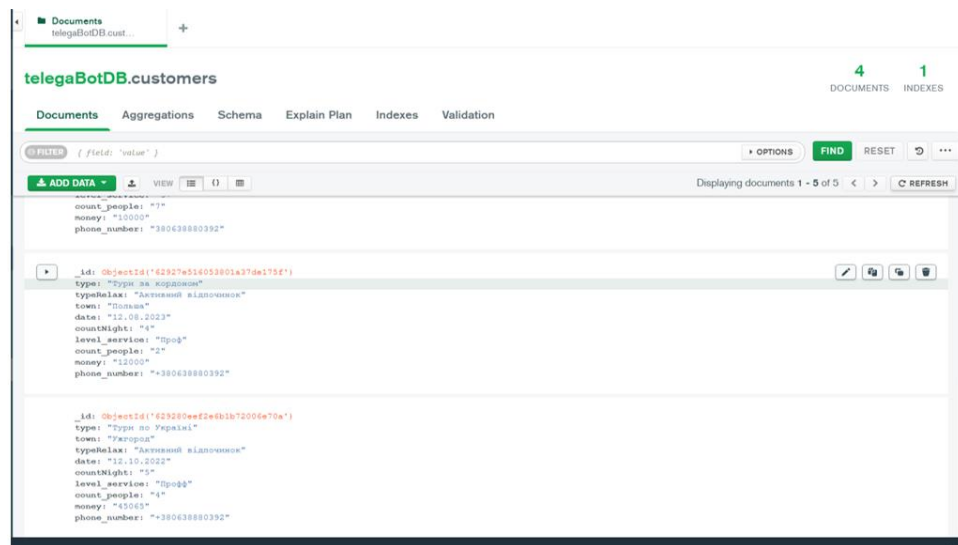 Documents
telegaBotDB.cust...
telegaBotDB.customers
4
DOCUMENTS
1
INDEXES
Documents Aggregations Schema Explain Plan Indexes Validation
FILTER { field: 'value' } OPTIONS FIND RESET
ADD DATA VIEW {} Displaying documents 1 - 5 of 5 REFRESH
count_people: "7"
money: "10000"
phone_number: "380638880392"
_id: ObjectId('62927e516053801a37de175f')
type: "Тури за кордоном"
typeRelax: "Активний відпочинок"
town: "Польша"
date: "12.08.2023"
countNight: "4"
level_service: "Проф"
count_people: "2"
money: "12000"
phone_number: "+380638880392"
_id: ObjectId('629280eef2e6b1b72006e70a')
type: "Тури по Україні"
town: "Ужгород"
typeRelax: "Активний відпочинок"
date: "12.10.2022"
countNight: "5"
level_service: "Профф"
count_people: "4"
money: "45065"
phone_number: "+380638880392"